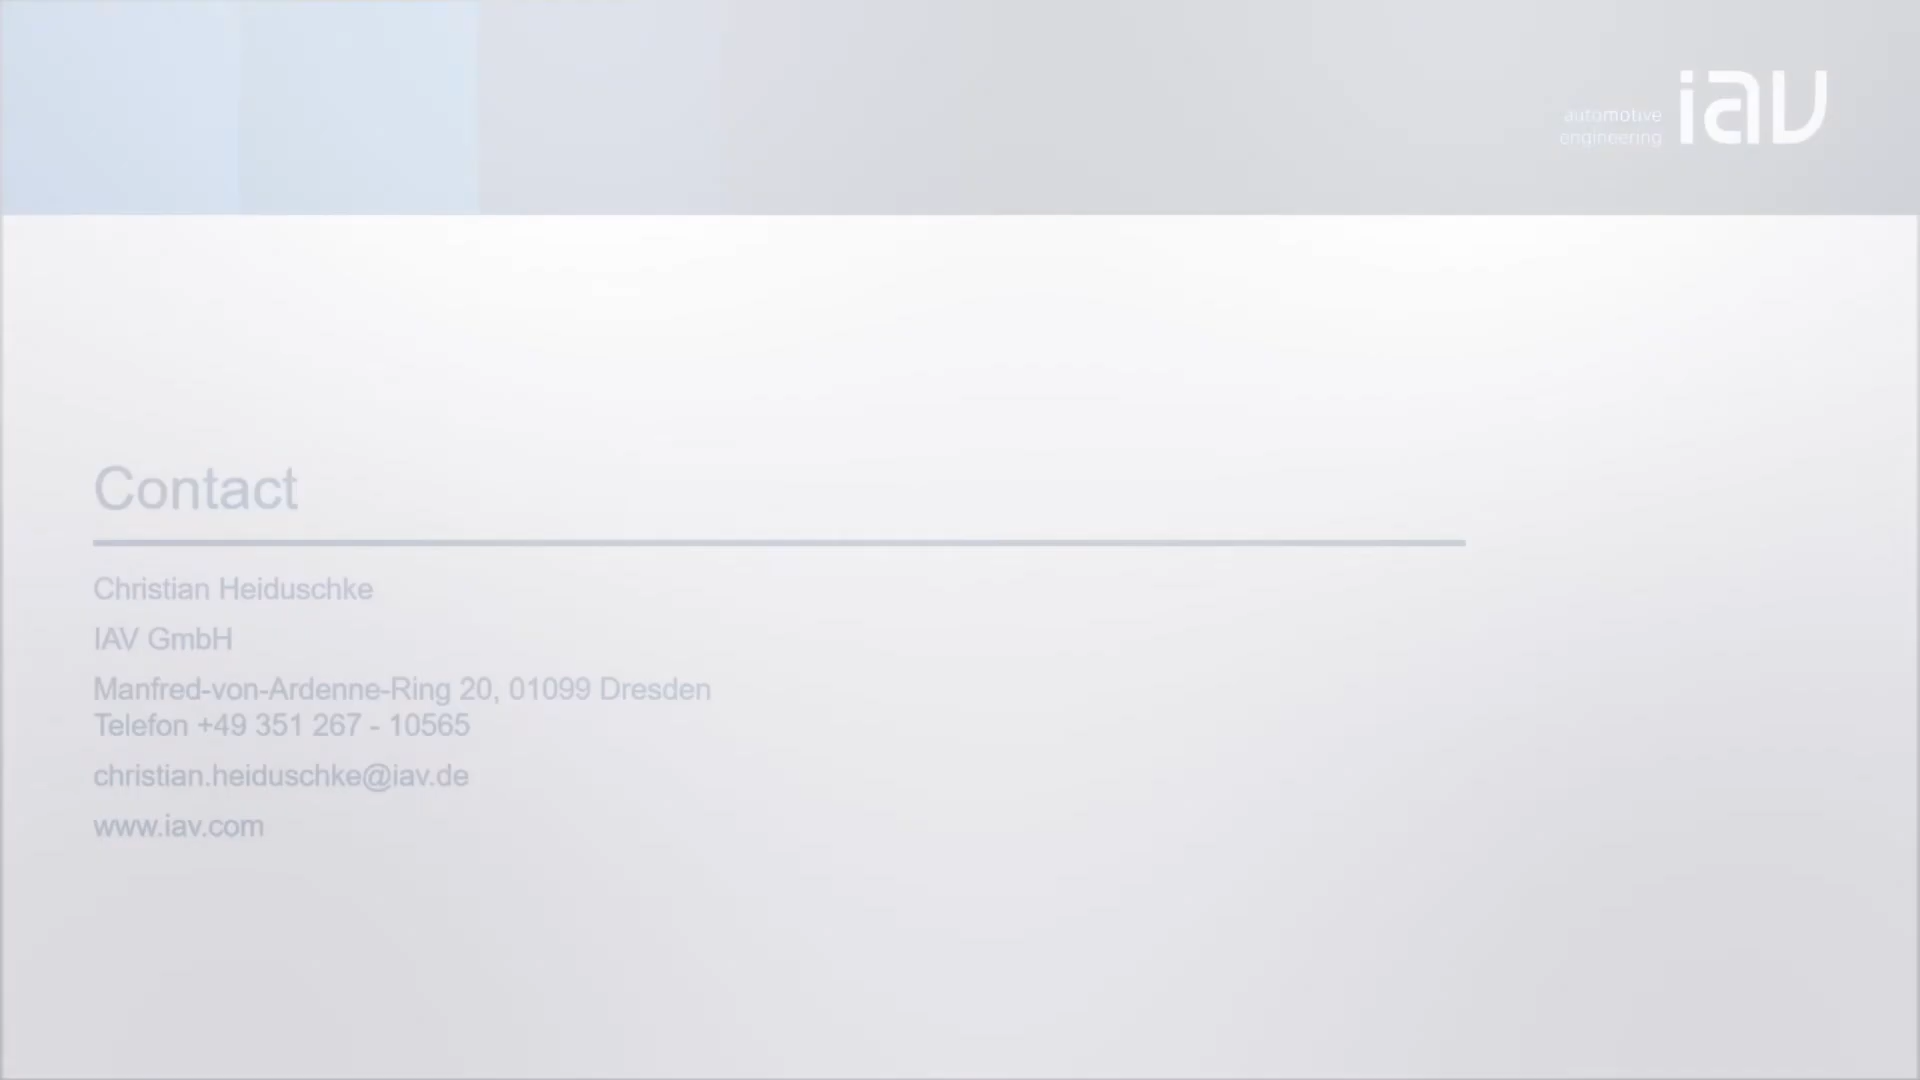 automotive
engineering
iav
Contact
Christian Heiduschke
IAV GmbH
Manfred-von-Ardenne-Ring 20, 01099 Dresden
Telefon +49 351 267 - 10565
christian.heiduschke@iav.de
www.iav.com